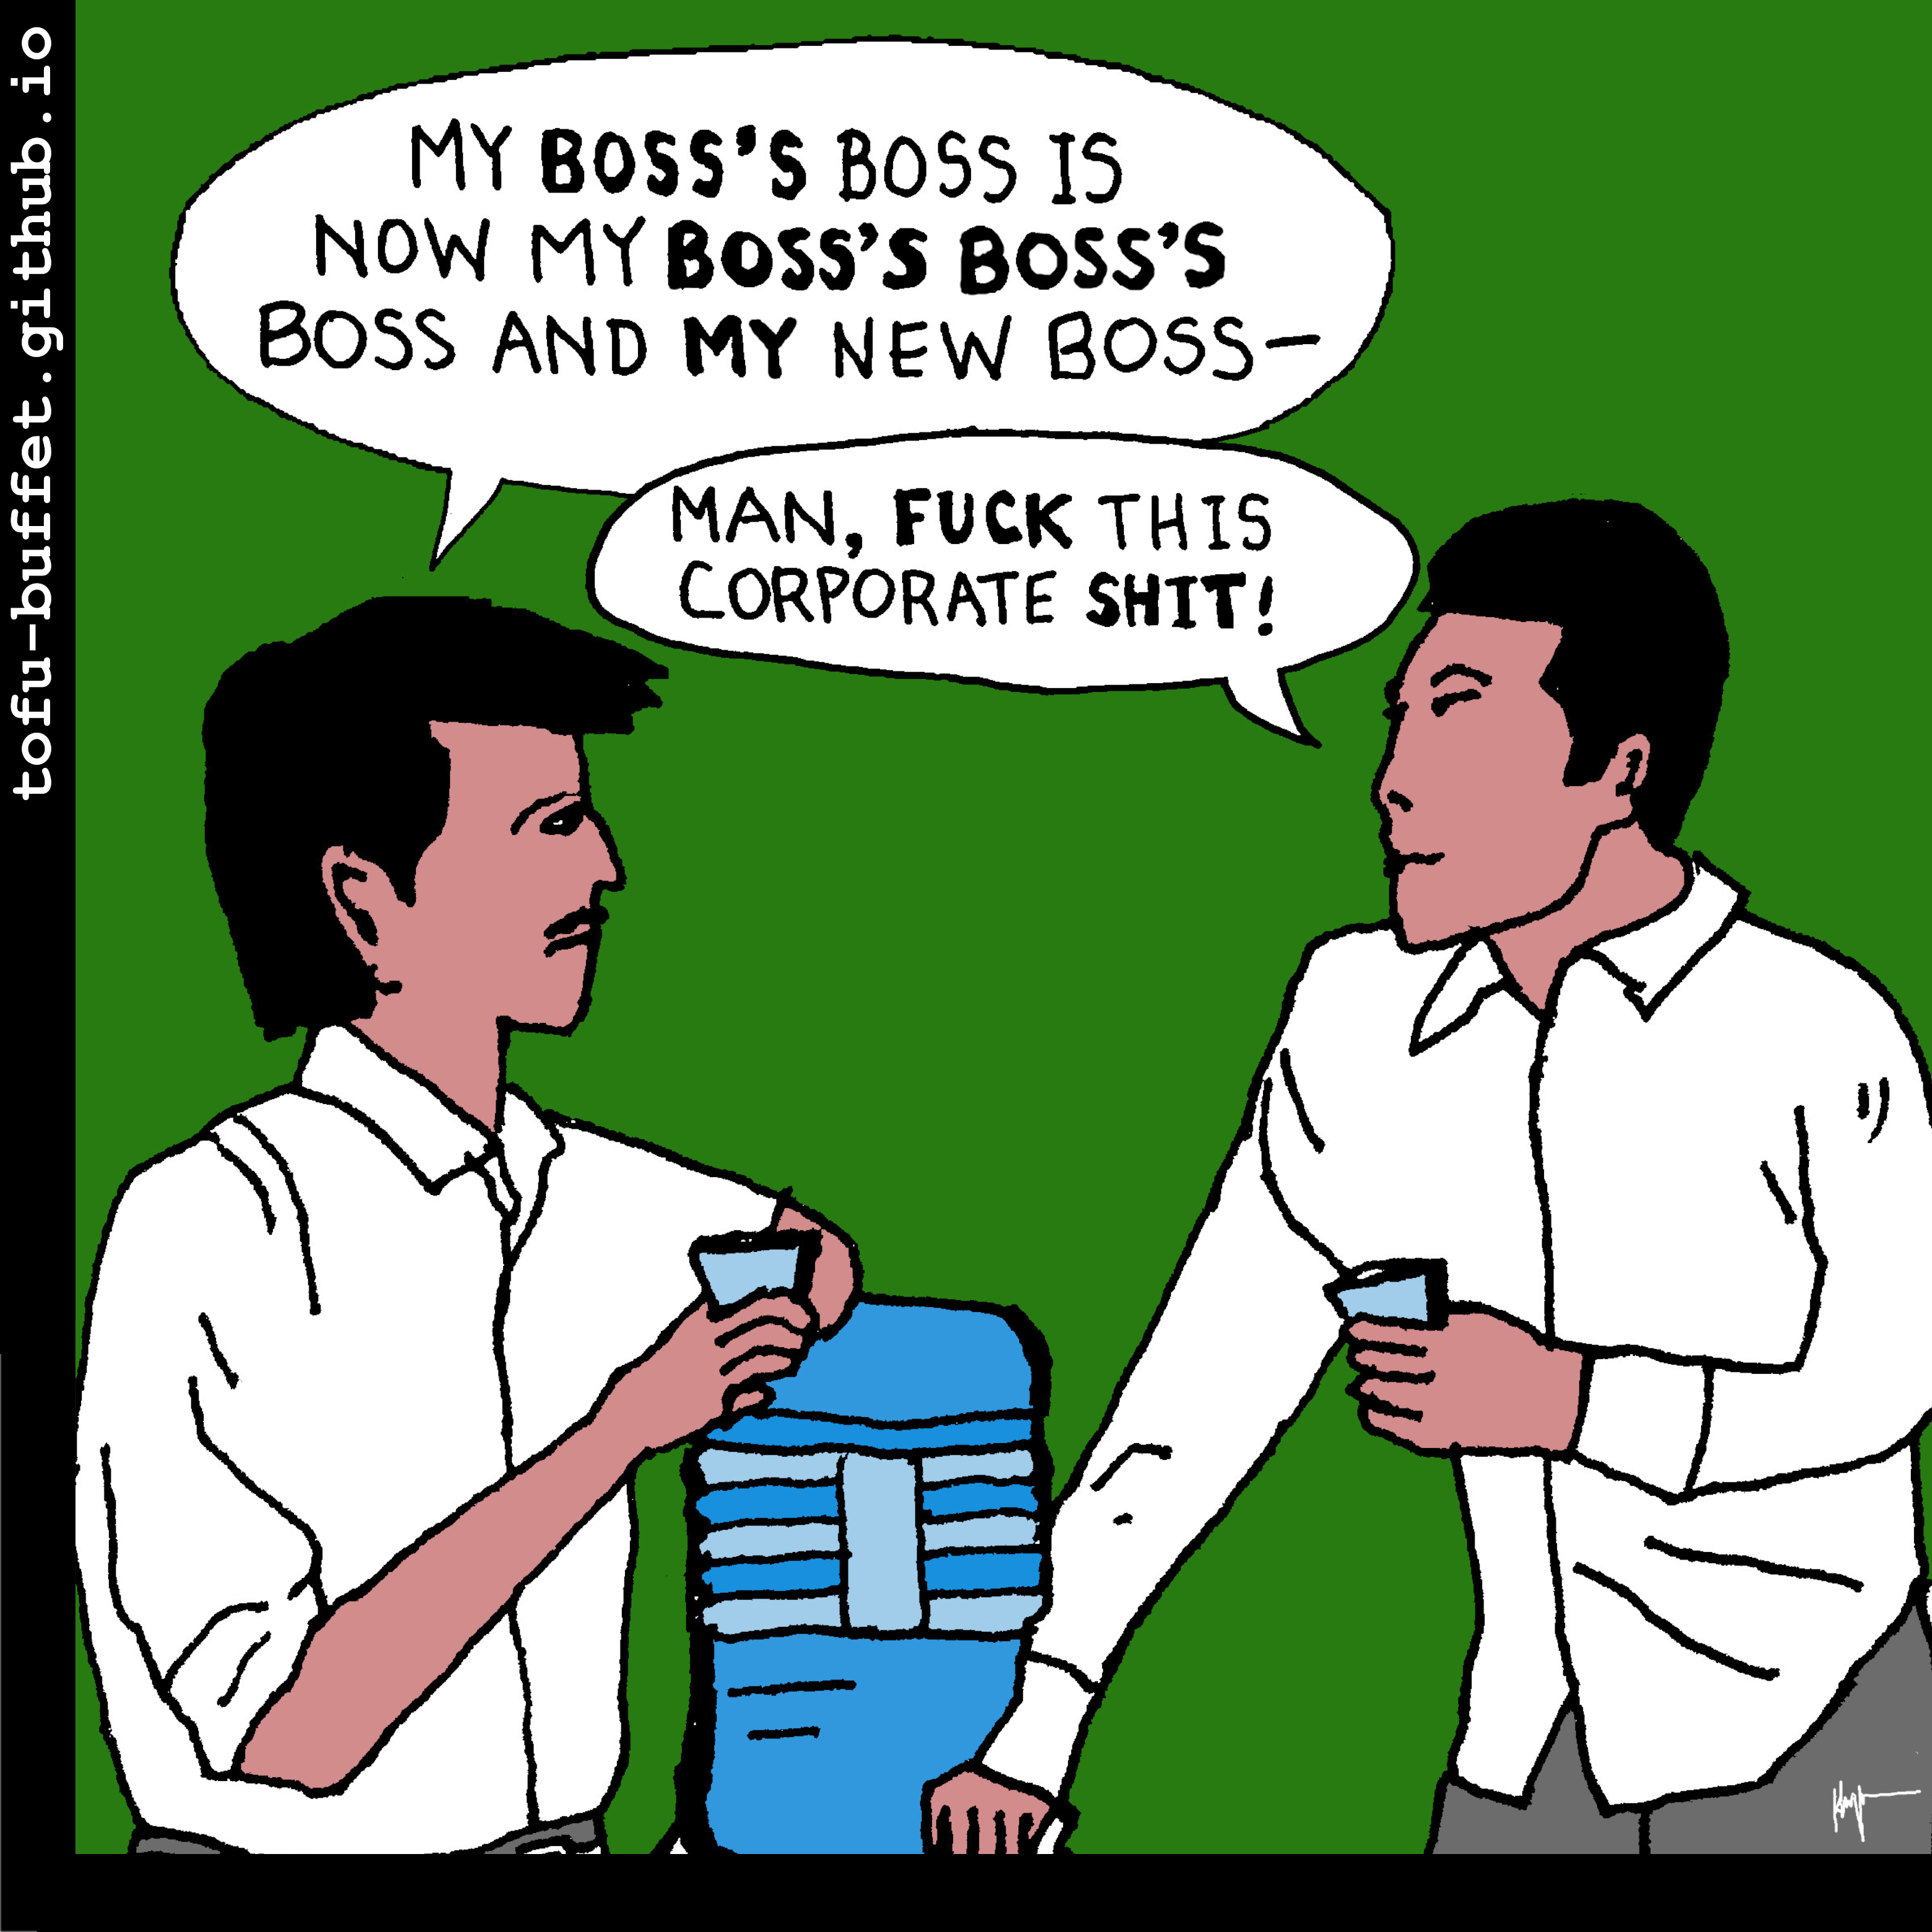 MY BOSS'S BOSS IS
NOW MY BOSS'S BOSS'S
BOSS AND MY NEW BOSS—
MAN, FUCK THIS
CORPORATE SHIT!
tofu-buffet.github.io